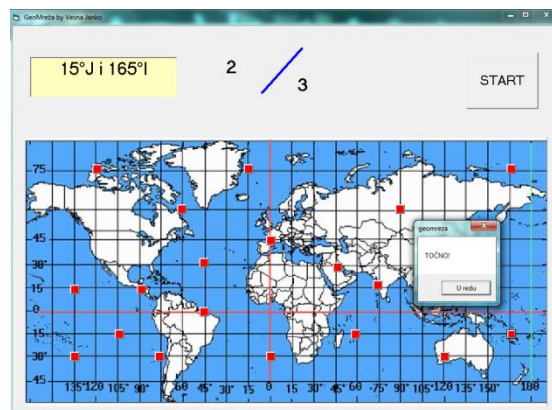 GeoMreža by Vesna Janko
15°J i 165°I
2
3
START
75
45
30°
15
0
15
30°
45
135° 120 105° 90° 60 45° 30° 15 0 15 30° 45° 60 75° 90° 105° 120 135° 150° 180
geomreza
TOČNO!
U redu